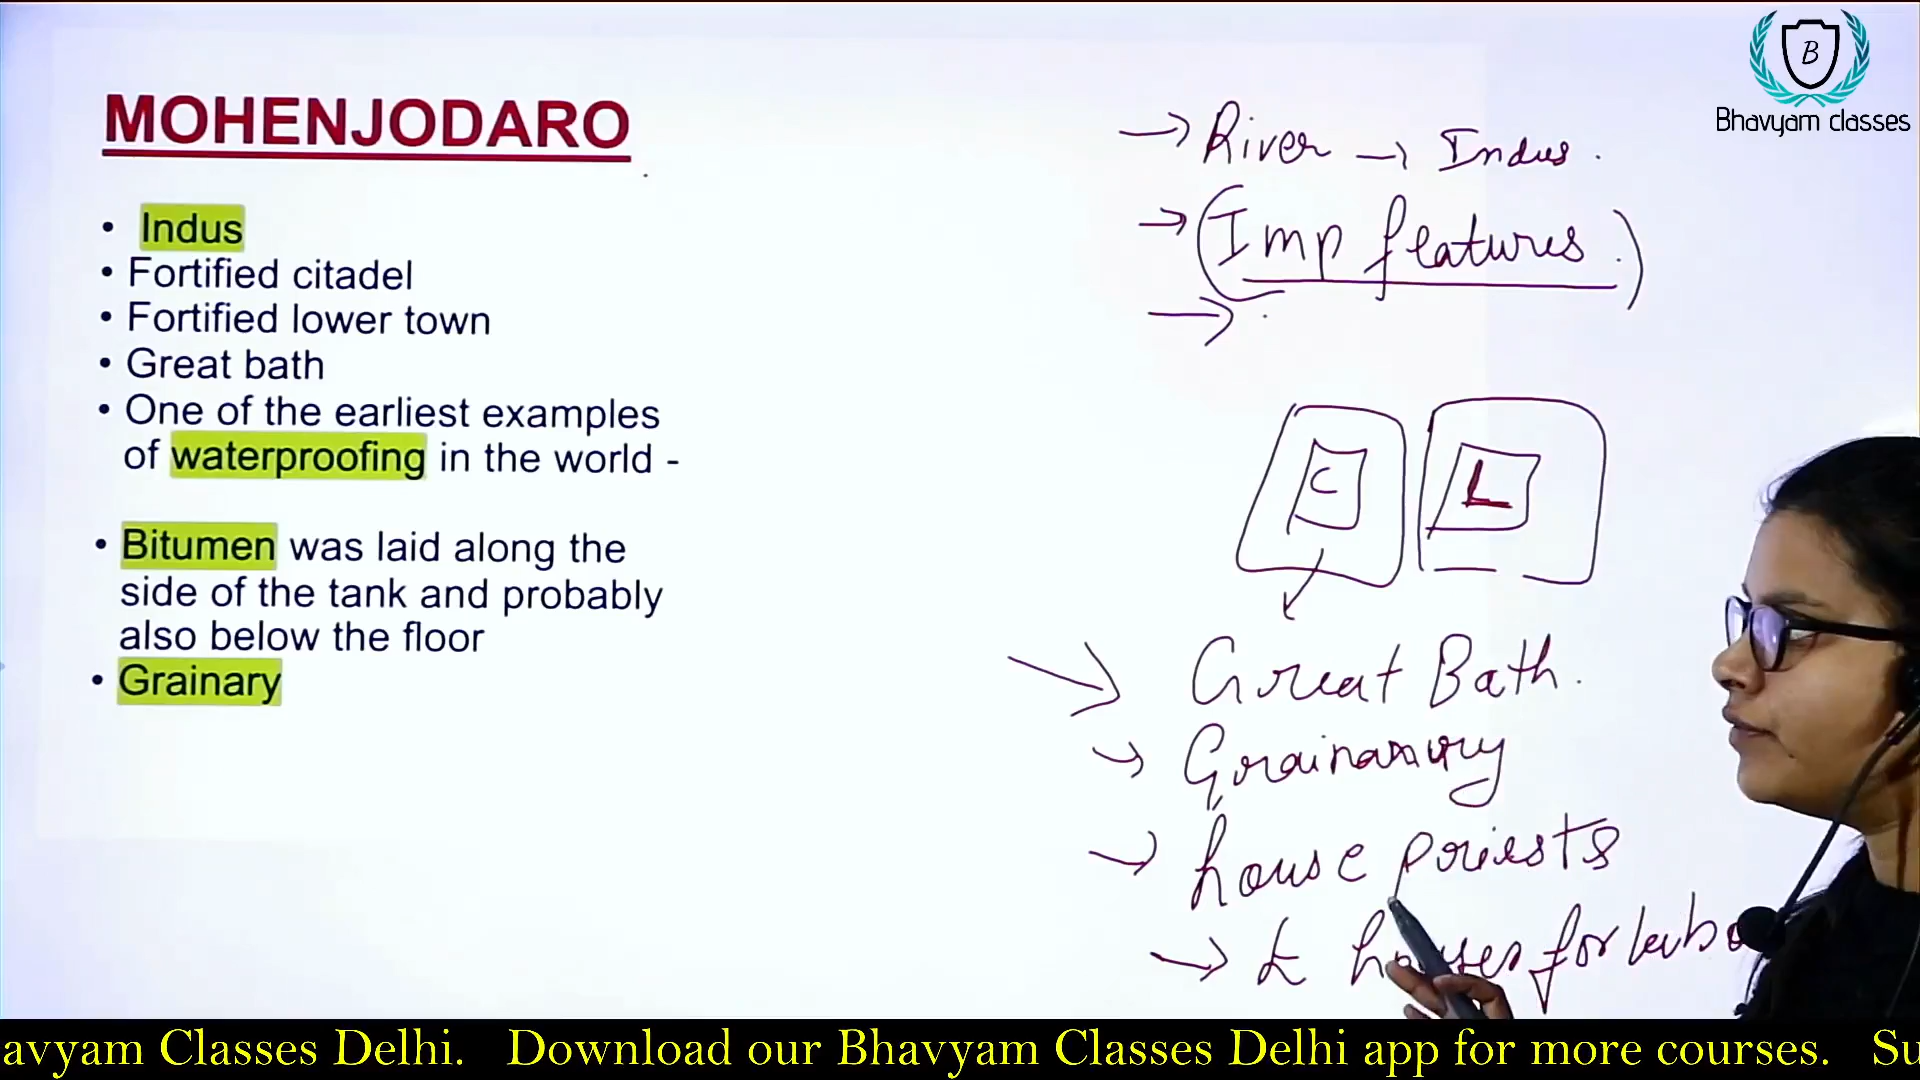 B
Bhavyam classes
MOHENJODARO
• Indus
• Fortified citadel
• Fortified lower town
• Great bath
• One of the earliest examples
of waterproofing in the world -
• Bitumen was laid along the
side of the tank and probably
also below the floor
• Grainary
→ River → Indus.
→ (Imp features.)
→
C
L
Great Bath.
→
→ house priests
→ houses for
avyam Classes Delhi. Download our Bhavyam Classes Delhi app for more courses. Su